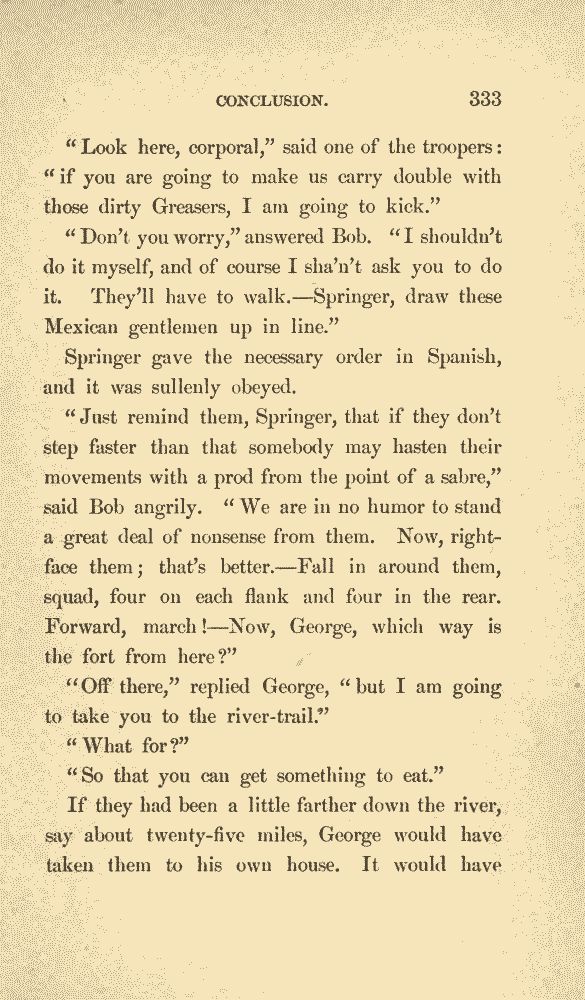 CONCLUSION. 333
“Look here, corporal,” said one of the troopers:
“if you are going to make us carry double with
those dirty Greasers, I am going to kick.”
“Don’t you worry,” answered Bob. “I shouldn’t
do it myself, and of course I sha’n’t ask you to do
it. They’ll have to walk.—Springer, draw these
Mexican gentlemen up in line.”
Springer gave the necessary order in Spanish,
and it was sullenly obeyed.
“Just remind them, Springer, that if they don’t
step faster than that somebody may hasten their
movements with a prod from the point of a sabre,”
said Bob angrily. “We are in no humor to stand
a great deal of nonsense from them. Now, right-
face them; that’s better.—Fall in around them,
squad, four on each flank and four in the rear.
Forward, march!—Now, George, which way is
the fort from here?”
“Off there,” replied George, “but I am going
to take you to the river-trail.”
“What for?”
“So that you can get something to eat.”
If they had been a little farther down the river,
say about twenty-five miles, George would have
taken them to his own house. It would have